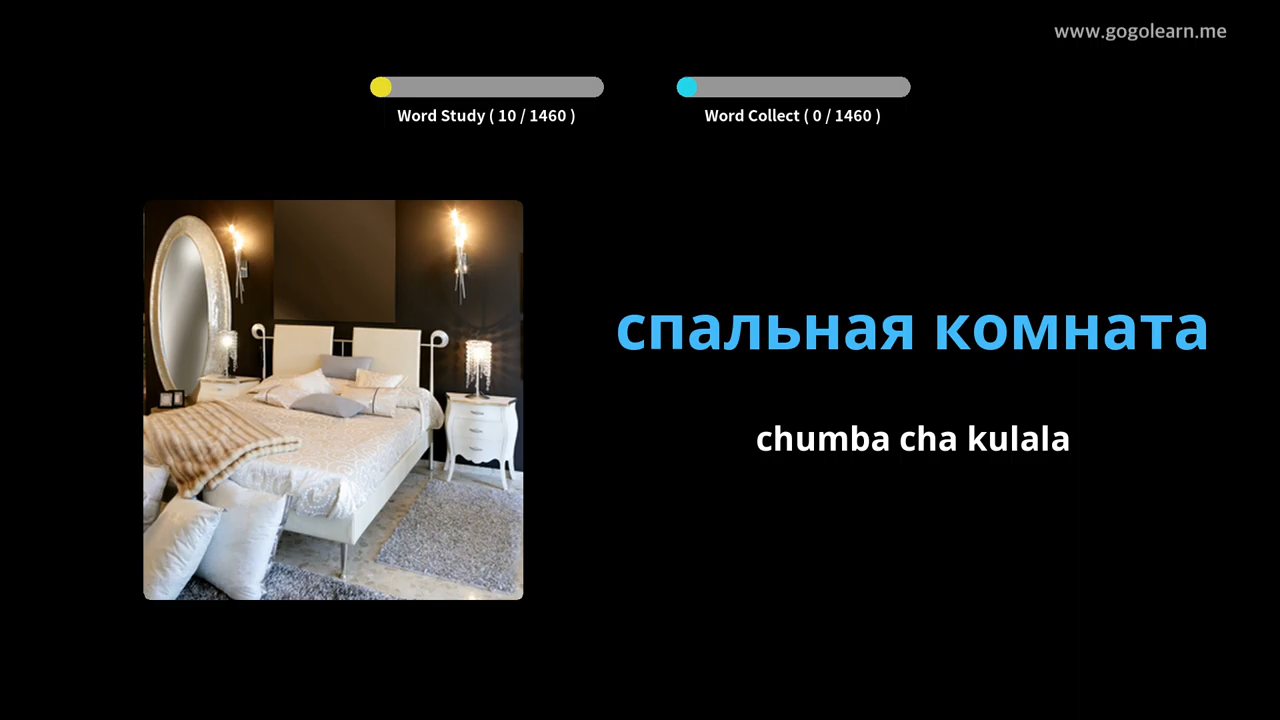 www.gogolearn.me
Word Study ( 10 / 1460 )
Word Collect ( 0 / 1460 )
спальная комната
chumba cha kulala